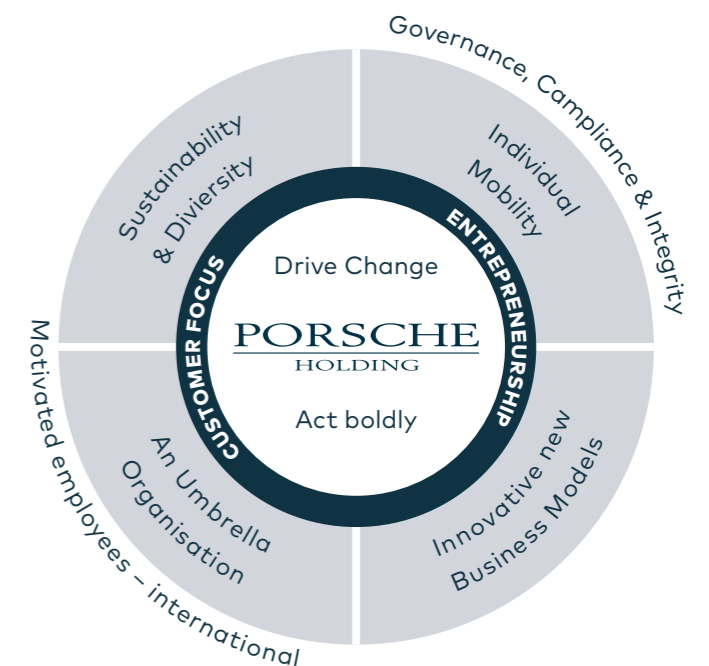 Governance, Campliance & Integrity
Sustainability
& Diviersity
Individual
Mobility
CUSTOMER FOCUS
ENTREPRENEURSHIP
Drive Change
PORSCHE
HOLDING
Act boldly
An Umbrella
Organisation
Innovative new
Business Models
Motivated employees – international